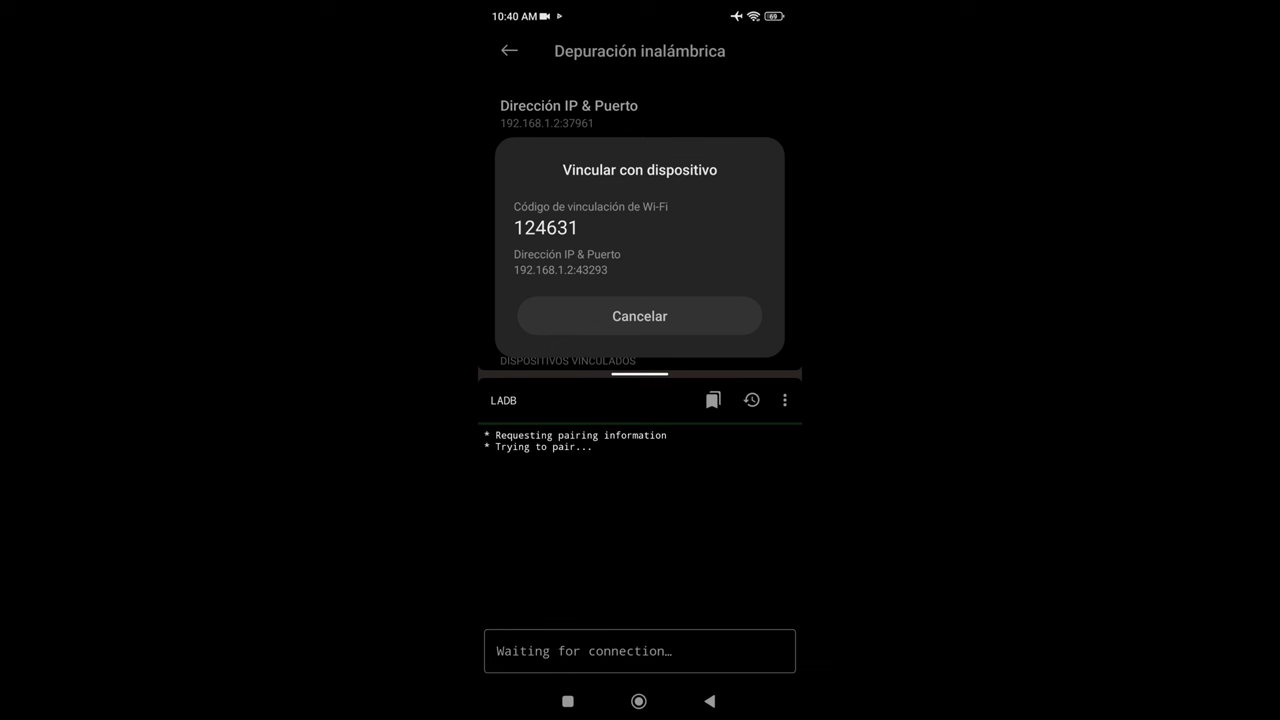 10:40 AM
69
Depuración inalámbrica
Dirección IP & Puerto
192.168.1.2:37961
Vincular con dispositivo
Código de vinculación de Wi-Fi
124631
Dirección IP & Puerto
192.168.1.2:43293
Cancelar
DISPOSITIVOS VINCULADOS
LADB
* Requesting pairing information
* Trying to pair...
Waiting for connection…